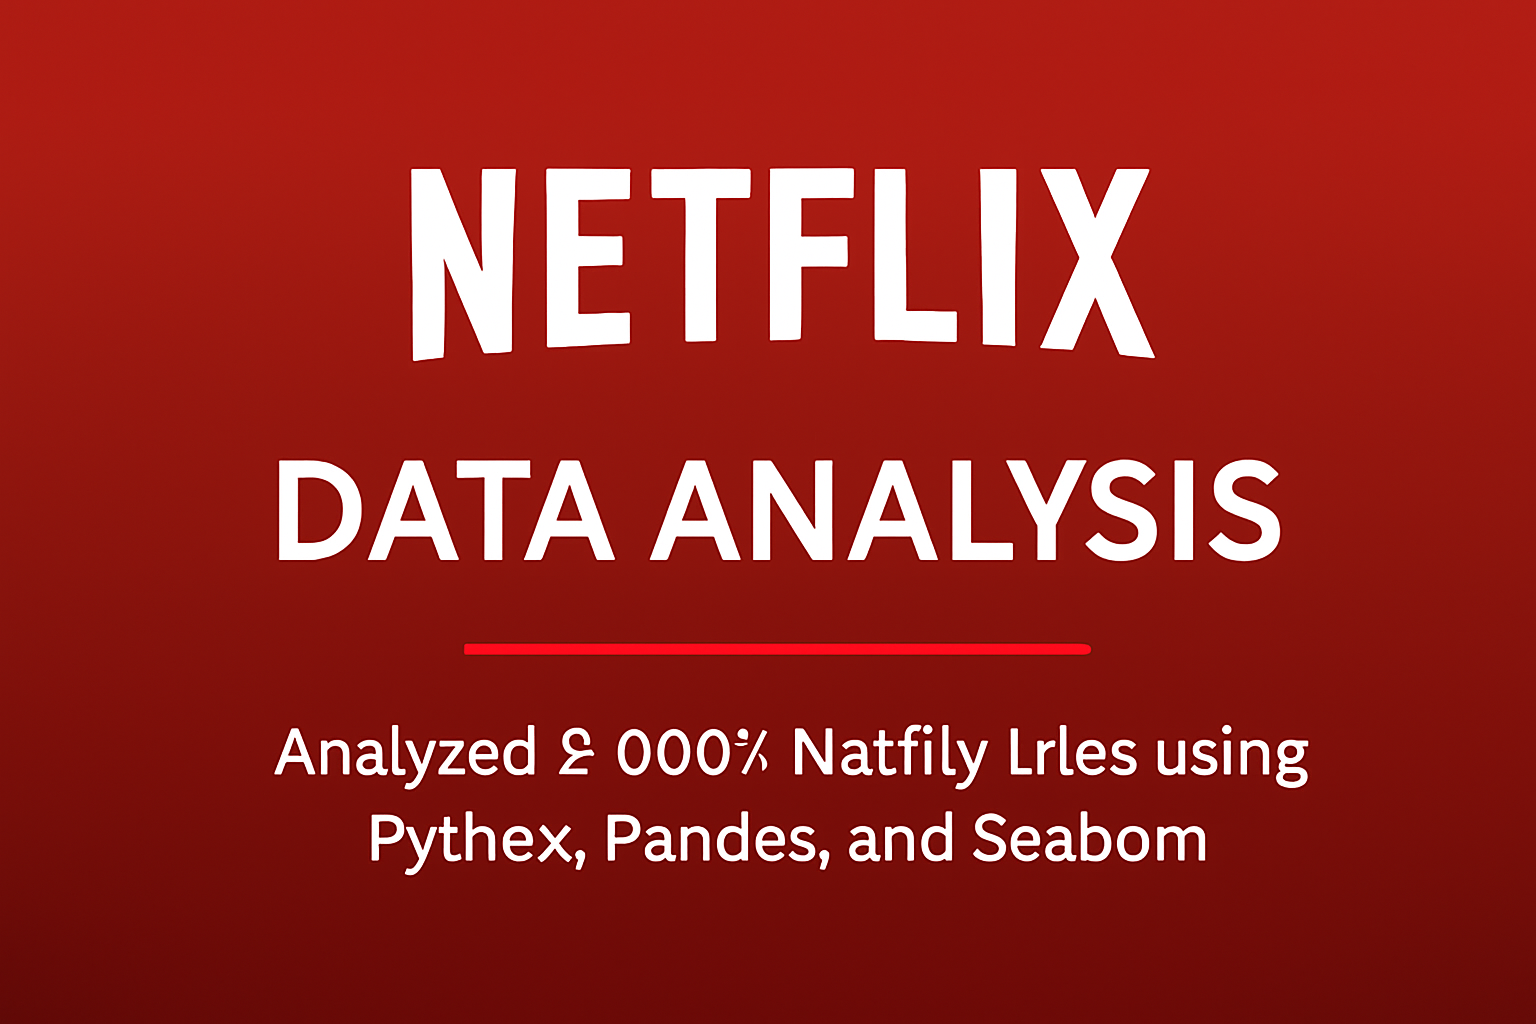 NETFLIX
DATA ANALYSIS
Analyzed 000 Natfily Lrles using
Pythex, Pandes, and Seabom